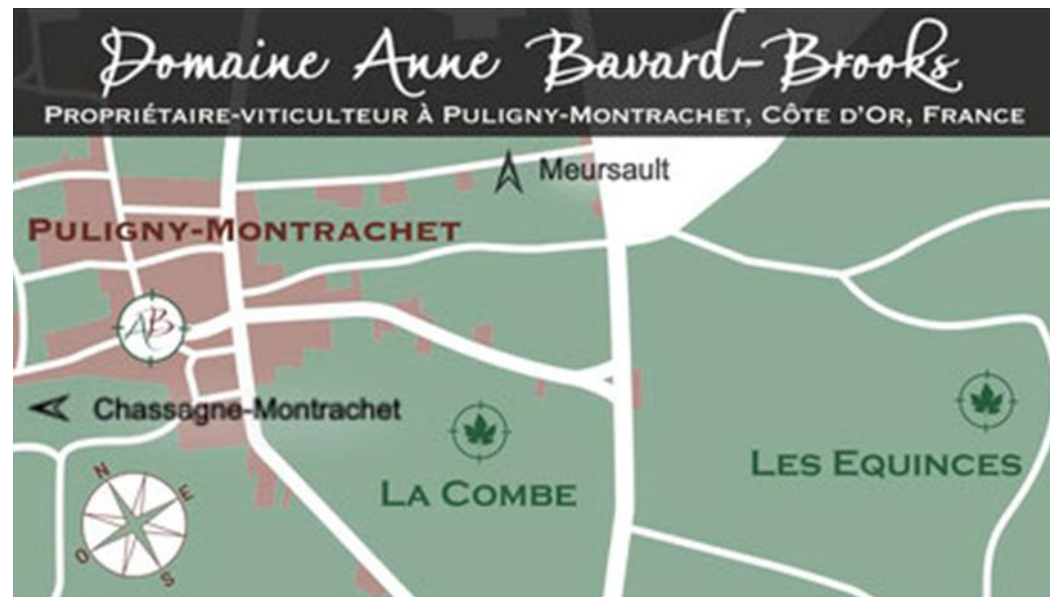 Domaine Anne Bavard-Brooks
PROPRIÉTAIRE-VITICULTEUR À PULIGNY-MONTRACHET, CÔTE D'OR, FRANCE
Meursault
PULIGNY-MONTRACHET
AB
Chassagne-Montrachet
LES EQUINCES
LA COMBE
N
E
O
S